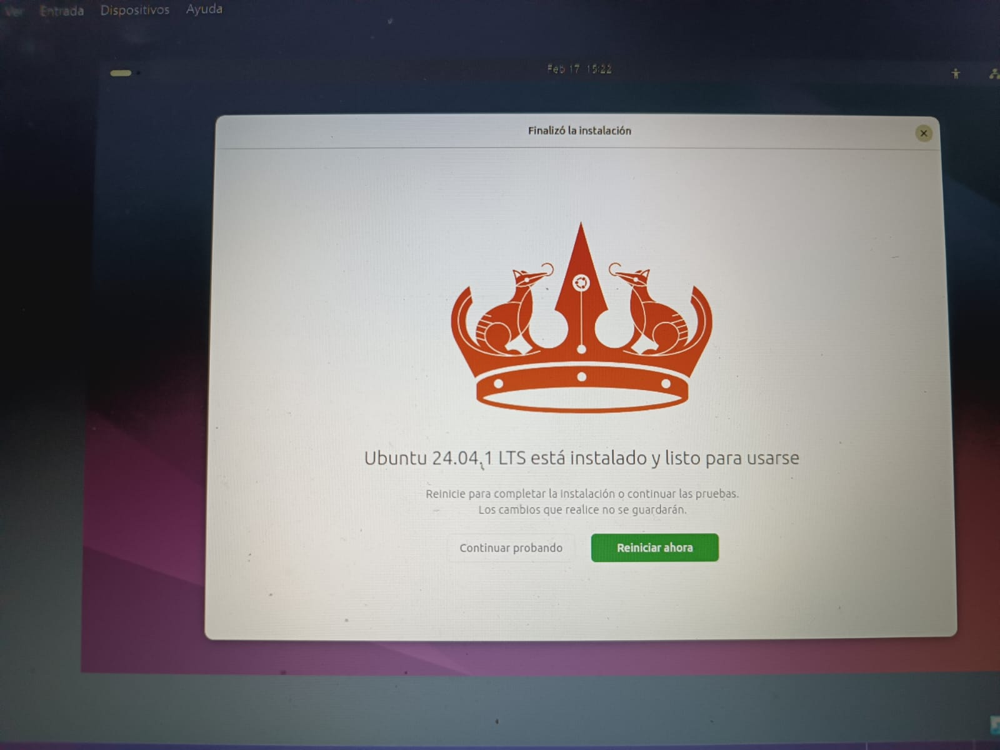 Ver Entrada Dispositivos Ayuda
Feb 17 15:22
Finalizó la instalación
Ubuntu 24.04.1 LTS está instalado y listo para usarse
Reinicie para completar la instalación o continuar las pruebas.
Los cambios que realice no se guardarán.
Continuar probando
Reiniciar ahora